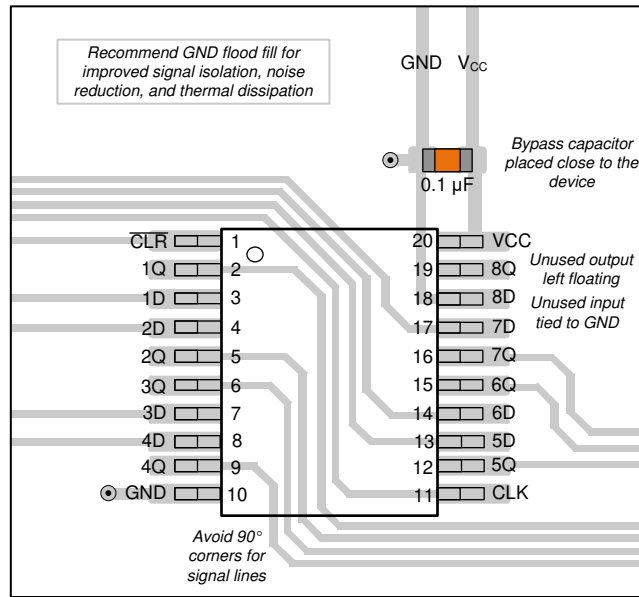 Recommend GND flood fill for
improved signal isolation, noise
reduction, and thermal dissipation
GND VCC
Bypass capacitor
placed close to the
device
0.1 µF
CLR 1 20 VCC
1Q 2 19 8Q
Unused output
left floating
1D 3 18 8D
Unused input
tied to GND
2D 4 17 7D
2Q 5 16 7Q
3Q 6 15 6Q
3D 7 14 6D
4D 8 13 5D
4Q 9 12 5Q
GND 10 11 CLK
Avoid 90°
corners for
signal lines